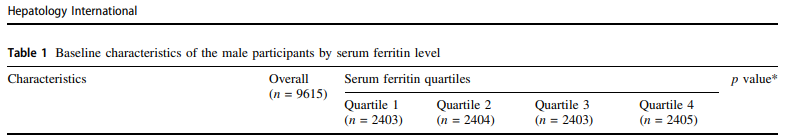 Hepatology International
Table 1 Baseline characteristics of the male participants by serum ferritin level
Characteristics Overall Serum ferritin quartiles p value*
(n = 9615)
Quartile 1 Quartile 2 Quartile 3 Quartile 4
(n = 2403) (n = 2404) (n = 2403) (n = 2405)